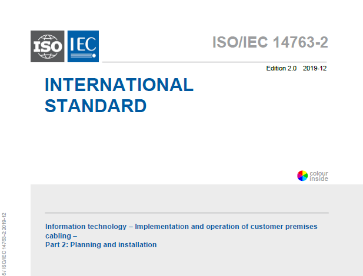 ISO
IEC
ISO/IEC 14763-2
Edition 2.0 2019-12
INTERNATIONAL
STANDARD
colour
inside
Information technology – Implementation and operation of customer premises
cabling –
Part 2: Planning and installation
ISO/IEC 14763-2:2019-12